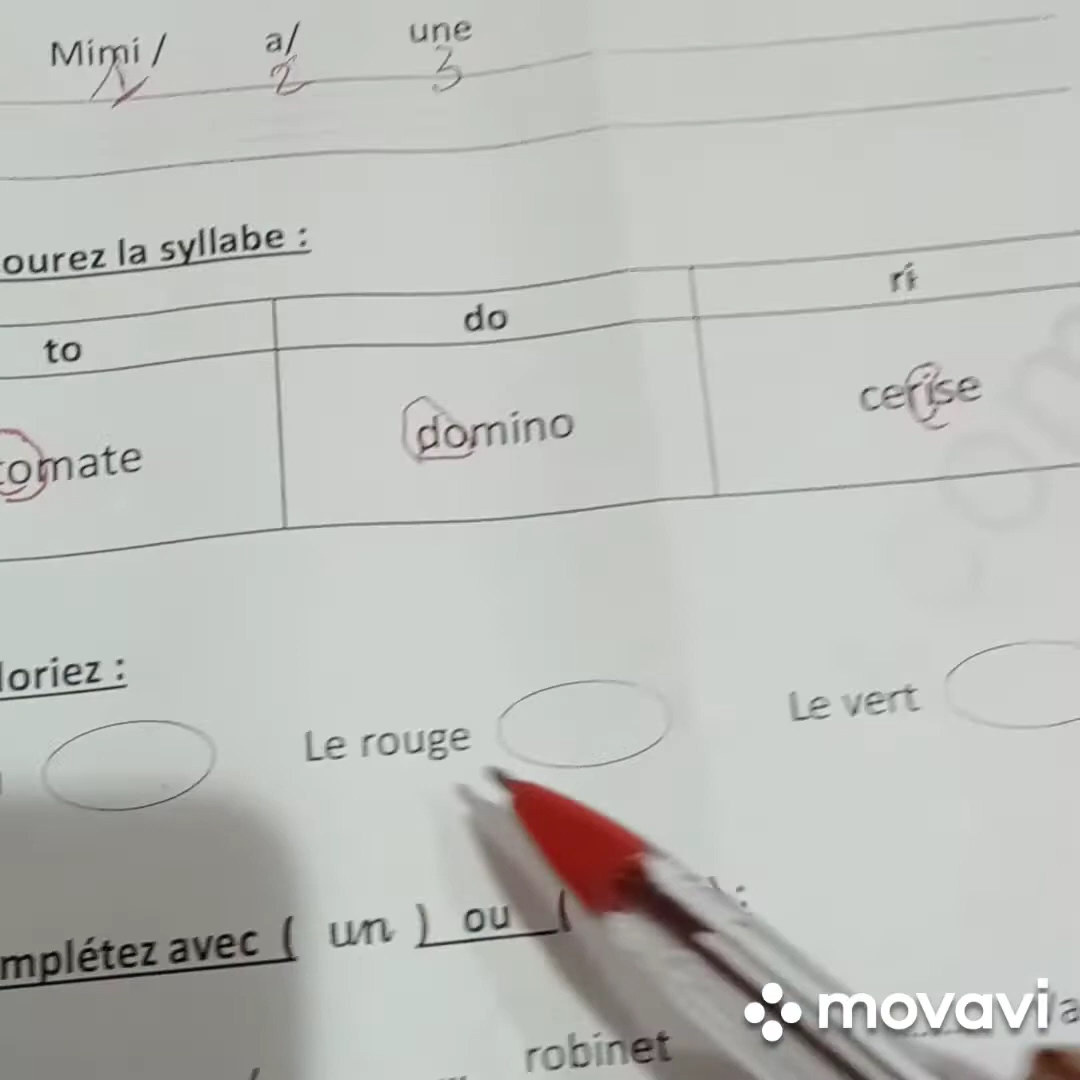 Mimi / a/ une
1 2 3
ourez la syllabe :
to do ri
tomate domino cerise
loriez :
Le rouge Le vert
mplétez avec ( un ) ou (
robinet
movavi